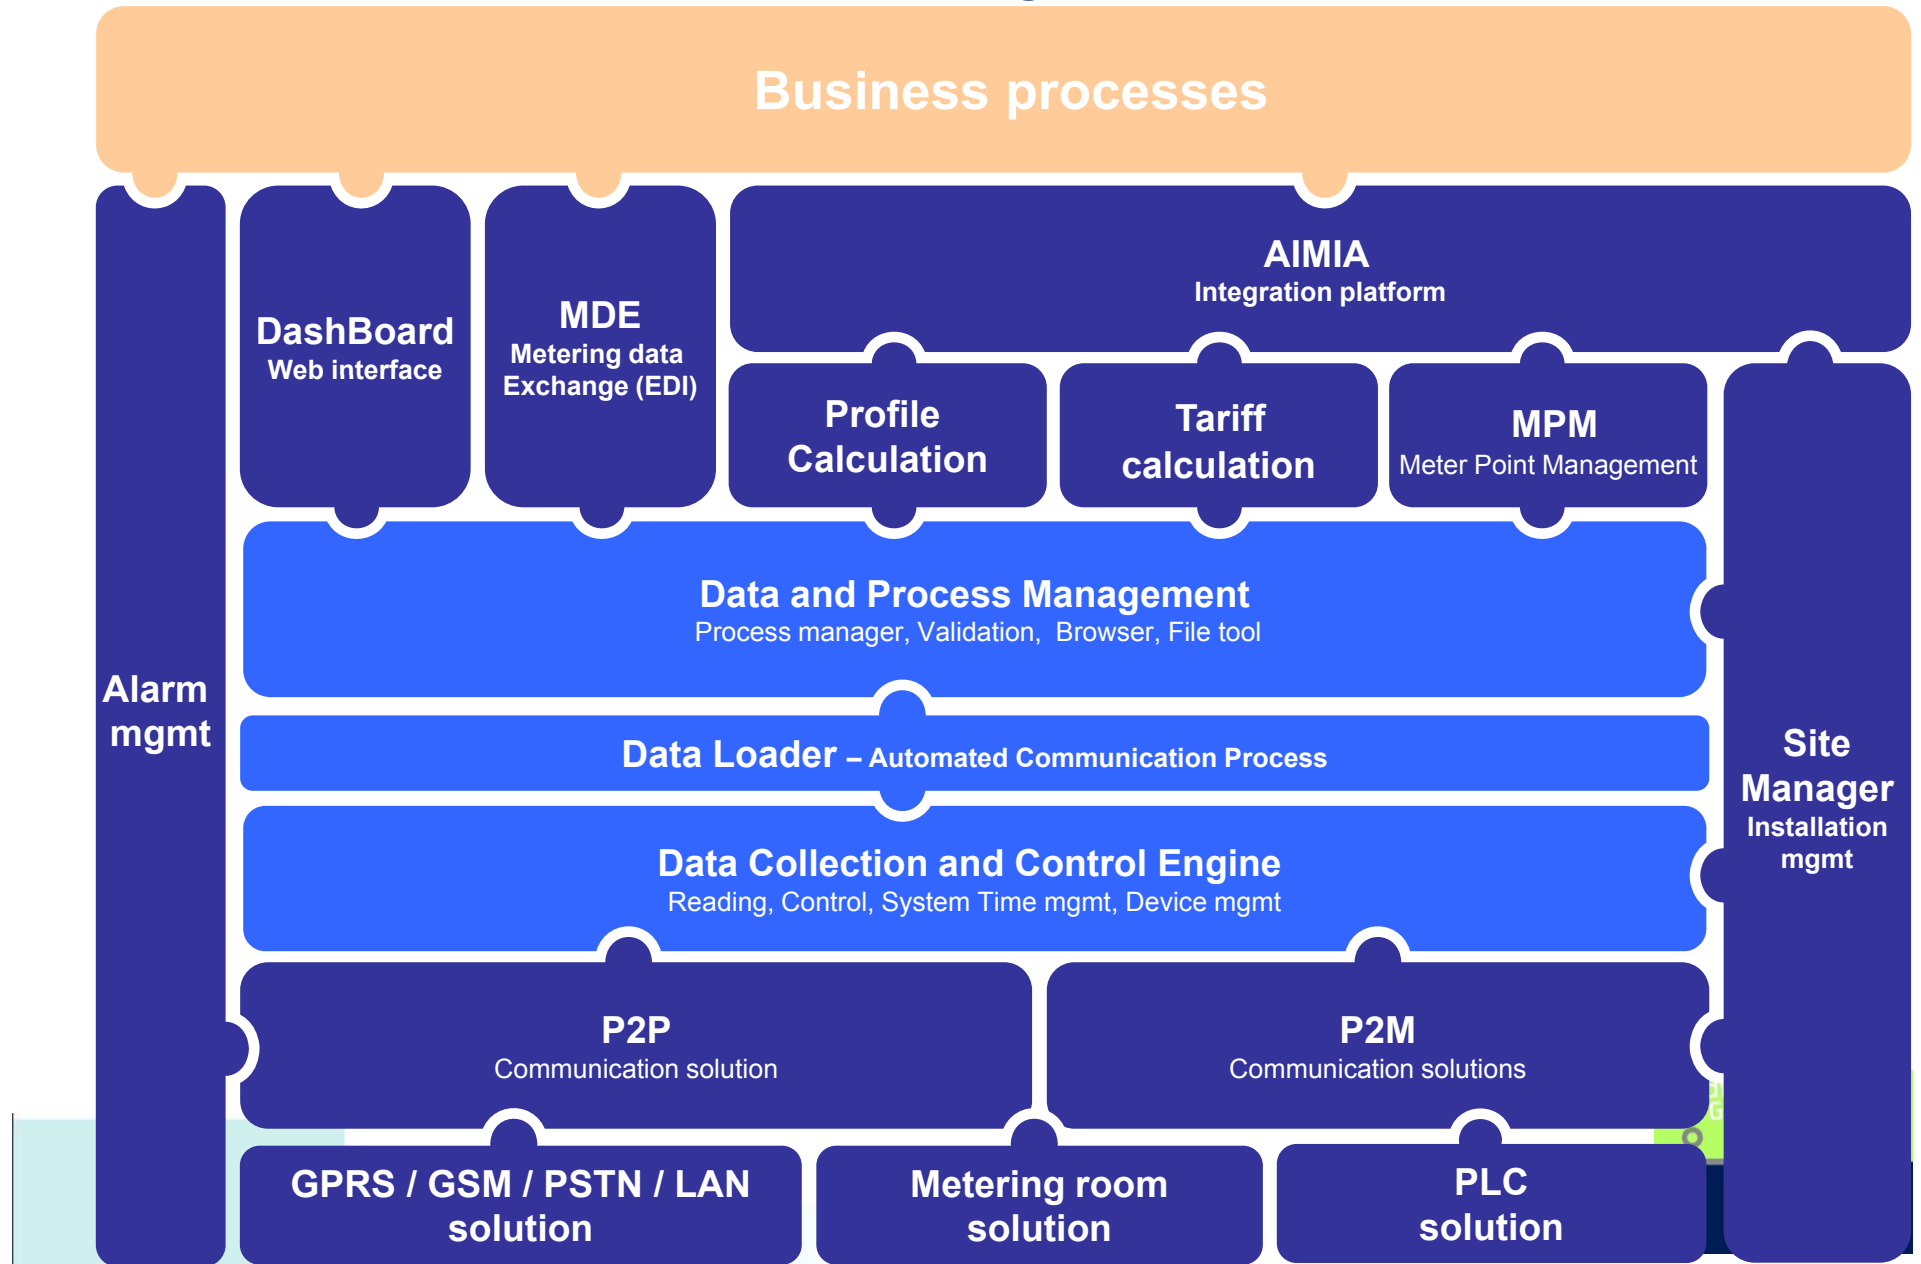 Business processes
AIMIA
Integration platform
DashBoard
Web interface
MDE
Metering data
Exchange (EDI)
Profile
Calculation
Tariff
calculation
MPM
Meter Point Management
Data and Process Management
Process manager, Validation, Browser, File tool
Alarm
mgmt
Data Loader – Automated Communication Process
Site
Manager
Installation
mgmt
Data Collection and Control Engine
Reading, Control, System Time mgmt, Device mgmt
P2P
Communication solution
P2M
Communication solutions
GPRS / GSM / PSTN / LAN
solution
Metering room
solution
PLC
solution